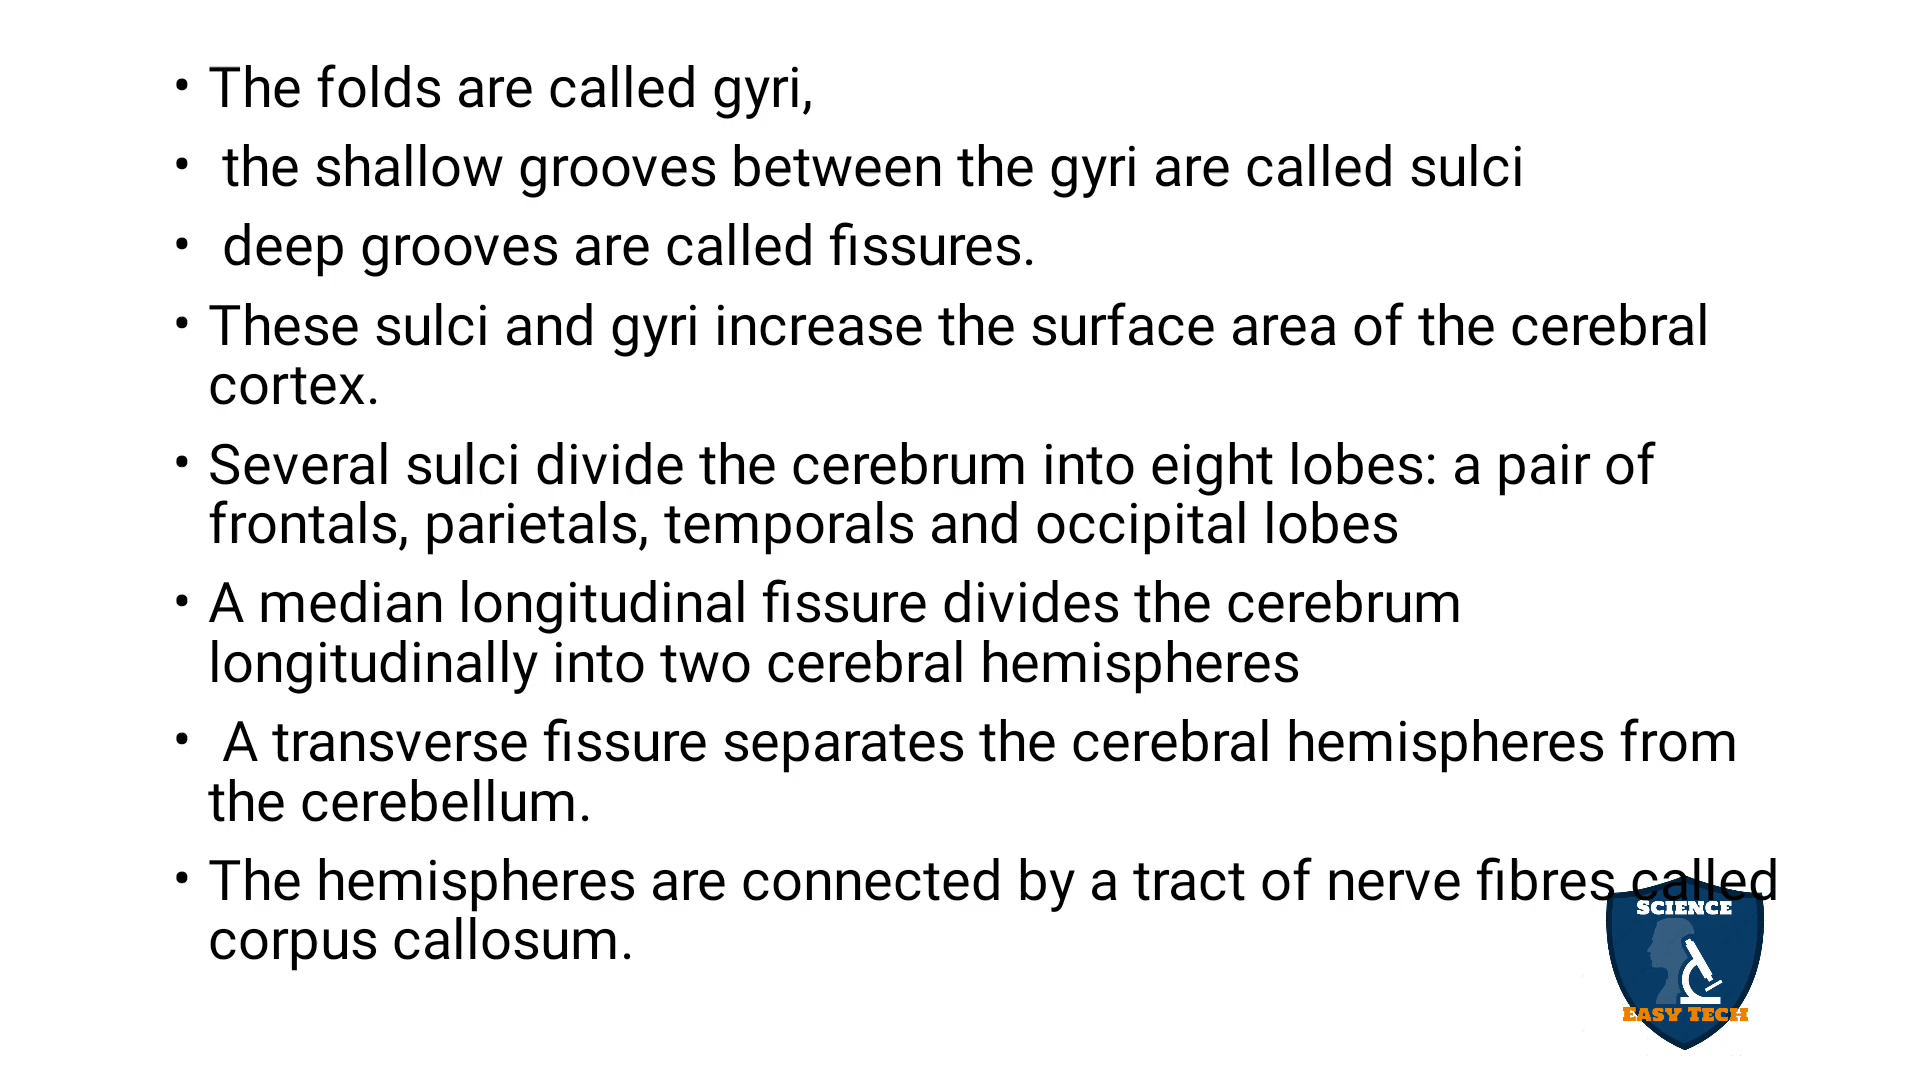 • The folds are called gyri,
• the shallow grooves between the gyri are called sulci
• deep grooves are called fissures.
• These sulci and gyri increase the surface area of the cerebral
cortex.
• Several sulci divide the cerebrum into eight lobes: a pair of
frontals, parietals, temporals and occipital lobes
• A median longitudinal fissure divides the cerebrum
longitudinally into two cerebral hemispheres
• A transverse fissure separates the cerebral hemispheres from
the cerebellum.
• The hemispheres are connected by a tract of nerve fibres called
corpus callosum.
SCIENCE
EASY TECH